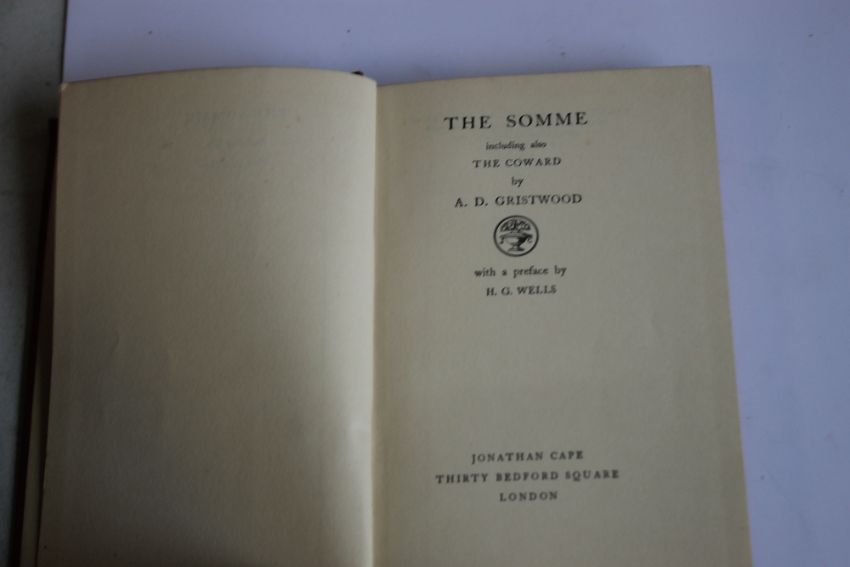 THE SOMME
including also
THE COWARD
by
A. D. GRISTWOOD
with a preface by
H. G. WELLS
JONATHAN CAPE
THIRTY BEDFORD SQUARE
LONDON